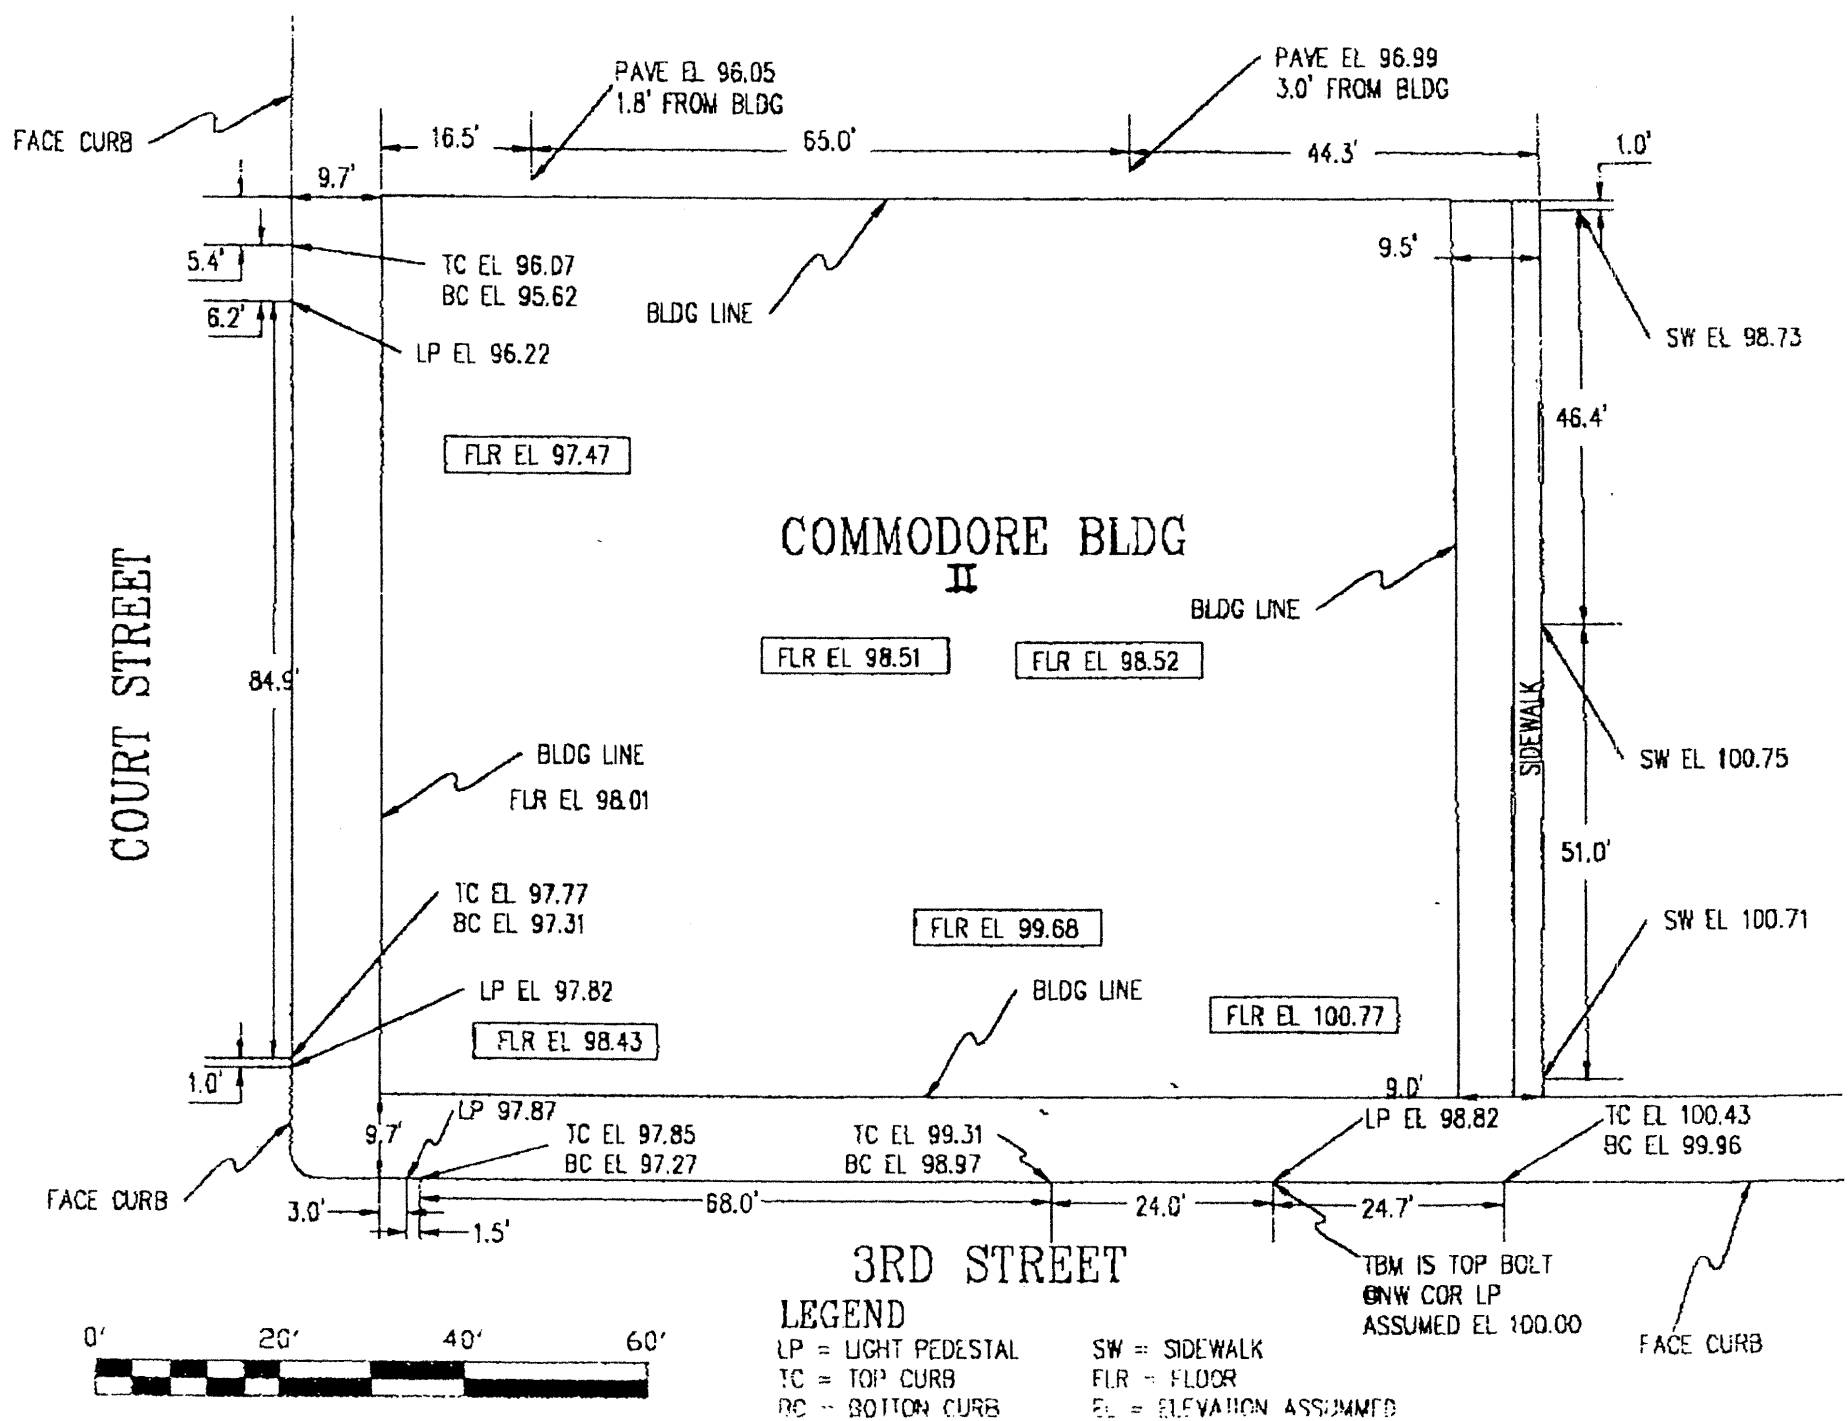 PAVE EL 96.05
1.8' FROM BLDG
PAVE EL 96.99
3.0' FROM BLDG
FACE CURB
16.5'
65.0'
44.3'
1.0'
9.7'
5.4'
TC EL 96.07
BC EL 95.62
9.5'
6.2'
BLDG LINE
SW EL 98.73
LP EL 96.22
46.4'
FLR EL 97.47
COMMODORE BLDG
II
BLDG LINE
COURT STREET
84.9'
FLR EL 98.51
FLR EL 98.52
SIDEWALK
BLDG LINE
FLR EL 98.01
SW EL 100.75
51.0'
TC EL 97.77
BC EL 97.31
FLR EL 99.68
SW EL 100.71
LP EL 97.82
BLDG LINE
FLR EL 98.43
FLR EL 100.77
1.0'
9.0'
LP 97.87
9.7'
TC EL 97.85
BC EL 97.27
TC EL 99.31
BC EL 98.97
LP EL 98.82
TC EL 100.43
BC EL 99.96
FACE CURB
3.0'
1.5'
68.0'
24.0'
24.7'
3RD STREET
TBM IS TOP BOLT
@NW COR LP
ASSUMED EL 100.00
FACE CURB
0' 20' 40' 60'
LEGEND
LP = LIGHT PEDESTAL
SW = SIDEWALK
TC = TOP CURB
FLR = FLOOR
BC = BOTTON CURB
EL = ELEVATION ASSUMMED